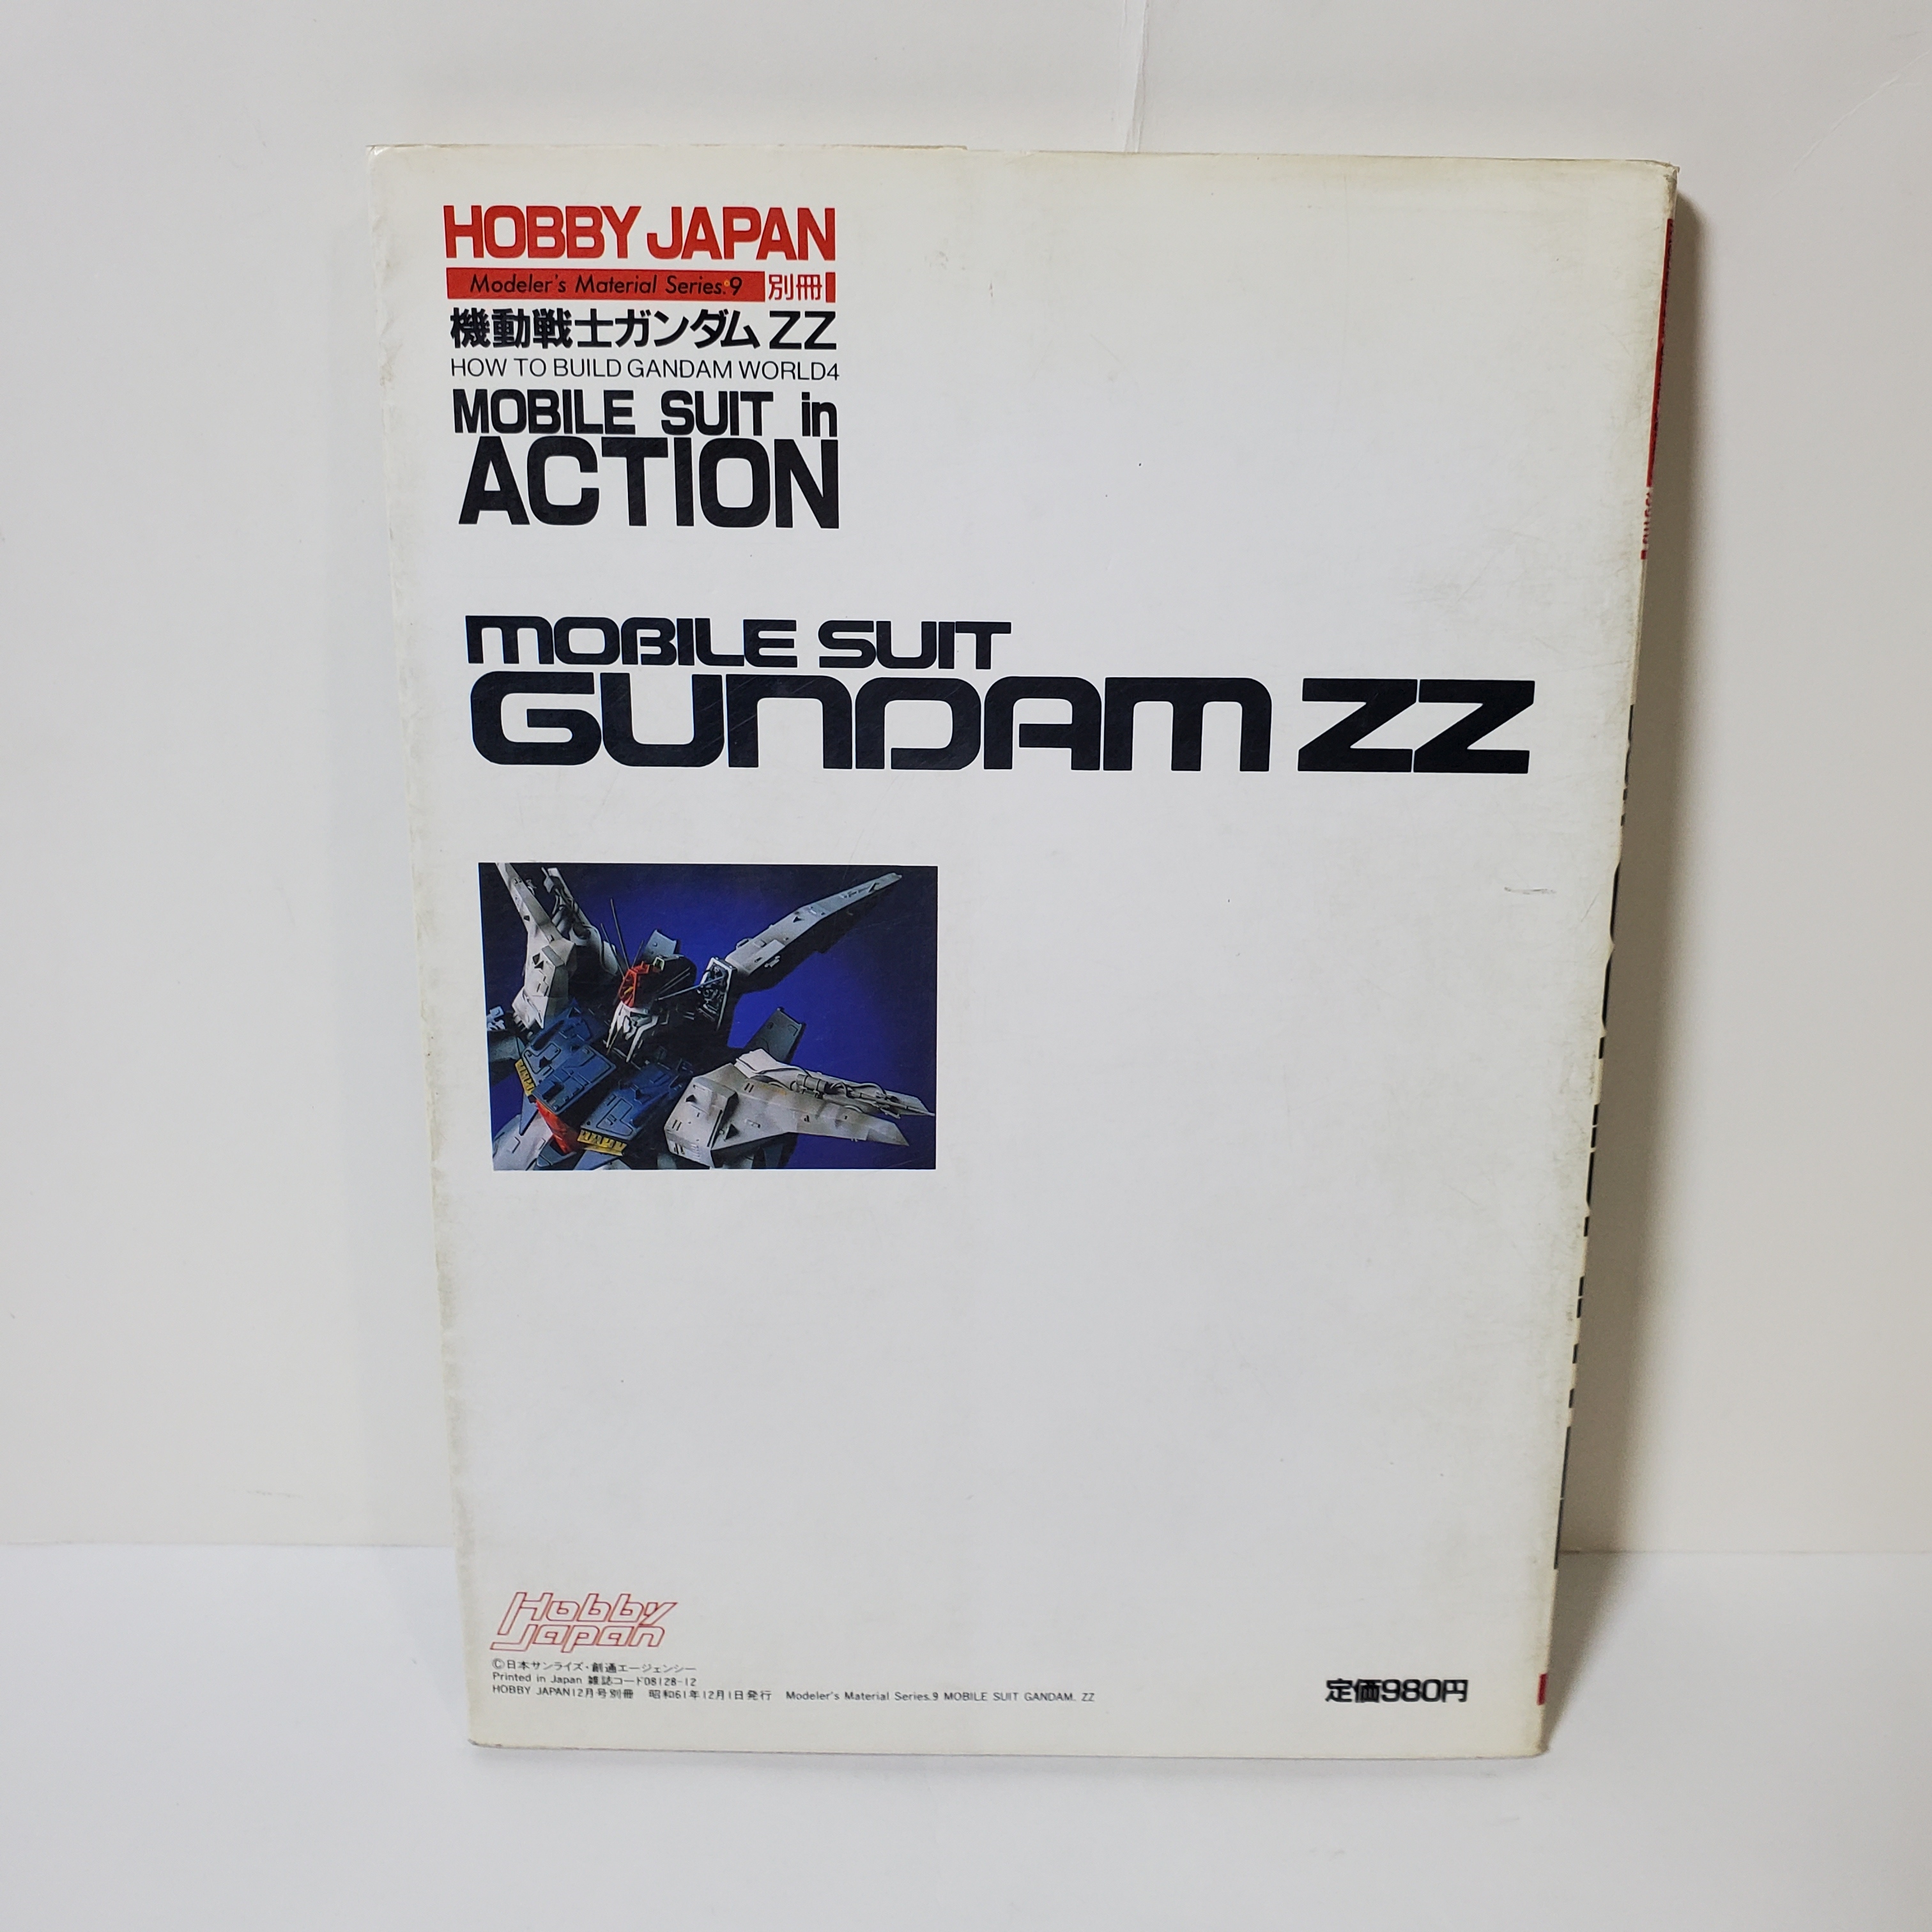 HOBBY JAPAN
Modeler's Material Series.9 別冊
機動戦士ガンダムZZ
HOW TO BUILD GANDAM WORLD4
MOBILE SUIT in
ACTION
MOBILE SUIT
GUNDAM ZZ
Hobby
Japan
©日本サンライズ・創通エージェンシー
Printed in Japan 雑誌コード08128-12
HOBBY JAPAN12月号別冊 昭和61年12月1日発行 Modeler's Material Series.9 MOBILE SUIT GANDAM. ZZ
定価980円